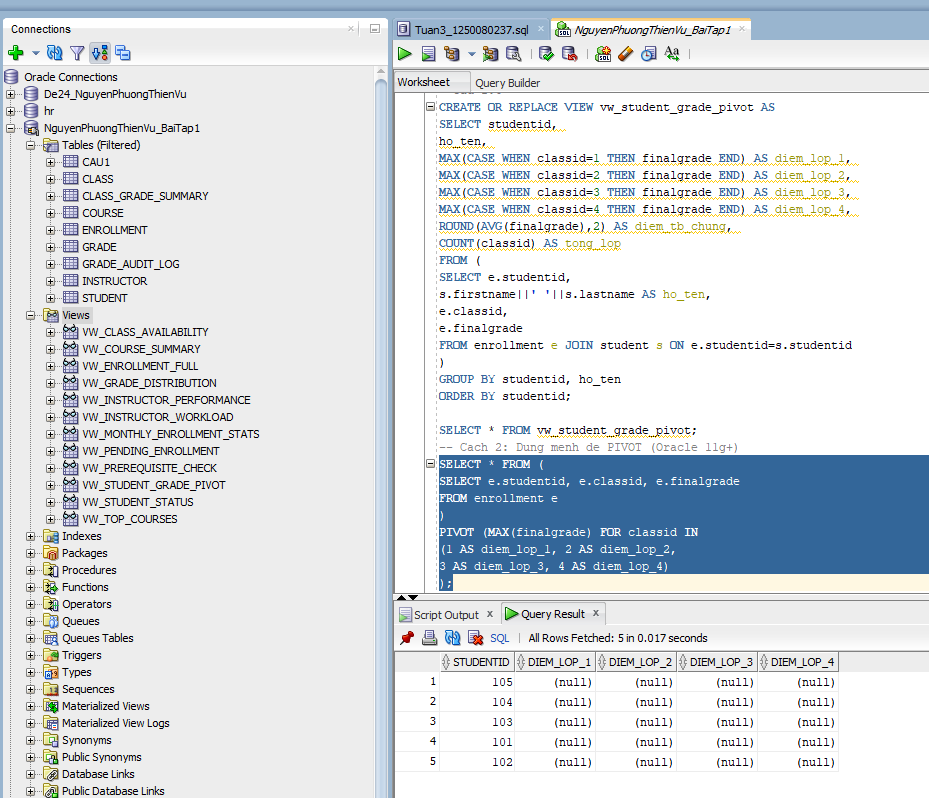 Connections
Oracle Connections
De24_NguyenPhuongThienVu
hr
NguyenPhuongThienVu_BaiTap1
Tables (Filtered)
CAU1
CLASS
CLASS_GRADE_SUMMARY
COURSE
ENROLLMENT
GRADE
GRADE_AUDIT_LOG
INSTRUCTOR
STUDENT
Views
VW_CLASS_AVAILABILITY
VW_COURSE_SUMMARY
VW_ENROLLMENT_FULL
VW_GRADE_DISTRIBUTION
VW_INSTRUCTOR_PERFORMANCE
VW_INSTRUCTOR_WORKLOAD
VW_MONTHLY_ENROLLMENT_STATS
VW_PENDING_ENROLLMENT
VW_PREREQUISITE_CHECK
VW_STUDENT_GRADE_PIVOT
VW_STUDENT_STATUS
VW_TOP_COURSES
Indexes
Packages
Procedures
Functions
Operators
Queues
Queues Tables
Triggers
Types
Sequences
Materialized Views
Materialized View Logs
Synonyms
Public Synonyms
Database Links
Public Database Links
Tuan3_1250080237.sql
NguyenPhuongThienVu_BaiTap1
Worksheet Query Builder
CREATE OR REPLACE VIEW vw_student_grade_pivot AS
SELECT studentid,
ho_ten,
MAX(CASE WHEN classid=1 THEN finalgrade END) AS diem_lop_1,
MAX(CASE WHEN classid=2 THEN finalgrade END) AS diem_lop_2,
MAX(CASE WHEN classid=3 THEN finalgrade END) AS diem_lop_3,
MAX(CASE WHEN classid=4 THEN finalgrade END) AS diem_lop_4,
ROUND(AVG(finalgrade),2) AS diem_tb_chung,
COUNT(classid) AS tong_lop
FROM (
SELECT e.studentid,
s.firstname||' '||s.lastname AS ho_ten,
e.classid,
e.finalgrade
FROM enrollment e JOIN student s ON e.studentid=s.studentid
)
GROUP BY studentid, ho_ten
ORDER BY studentid;
SELECT * FROM vw_student_grade_pivot;
-- Cach 2: Dung menh de PIVOT (Oracle 11g+)
SELECT * FROM (
SELECT e.studentid, e.classid, e.finalgrade
FROM enrollment e
)
PIVOT (MAX(finalgrade) FOR classid IN
(1 AS diem_lop_1, 2 AS diem_lop_2,
3 AS diem_lop_3, 4 AS diem_lop_4)
);
Script Output x Query Result x
SQL | All Rows Fetched: 5 in 0.017 seconds
STUDENTID DIEM_LOP_1 DIEM_LOP_2 DIEM_LOP_3 DIEM_LOP_4
1 105 (null) (null) (null) (null)
2 104 (null) (null) (null) (null)
3 103 (null) (null) (null) (null)
4 101 (null) (null) (null) (null)
5 102 (null) (null) (null) (null)